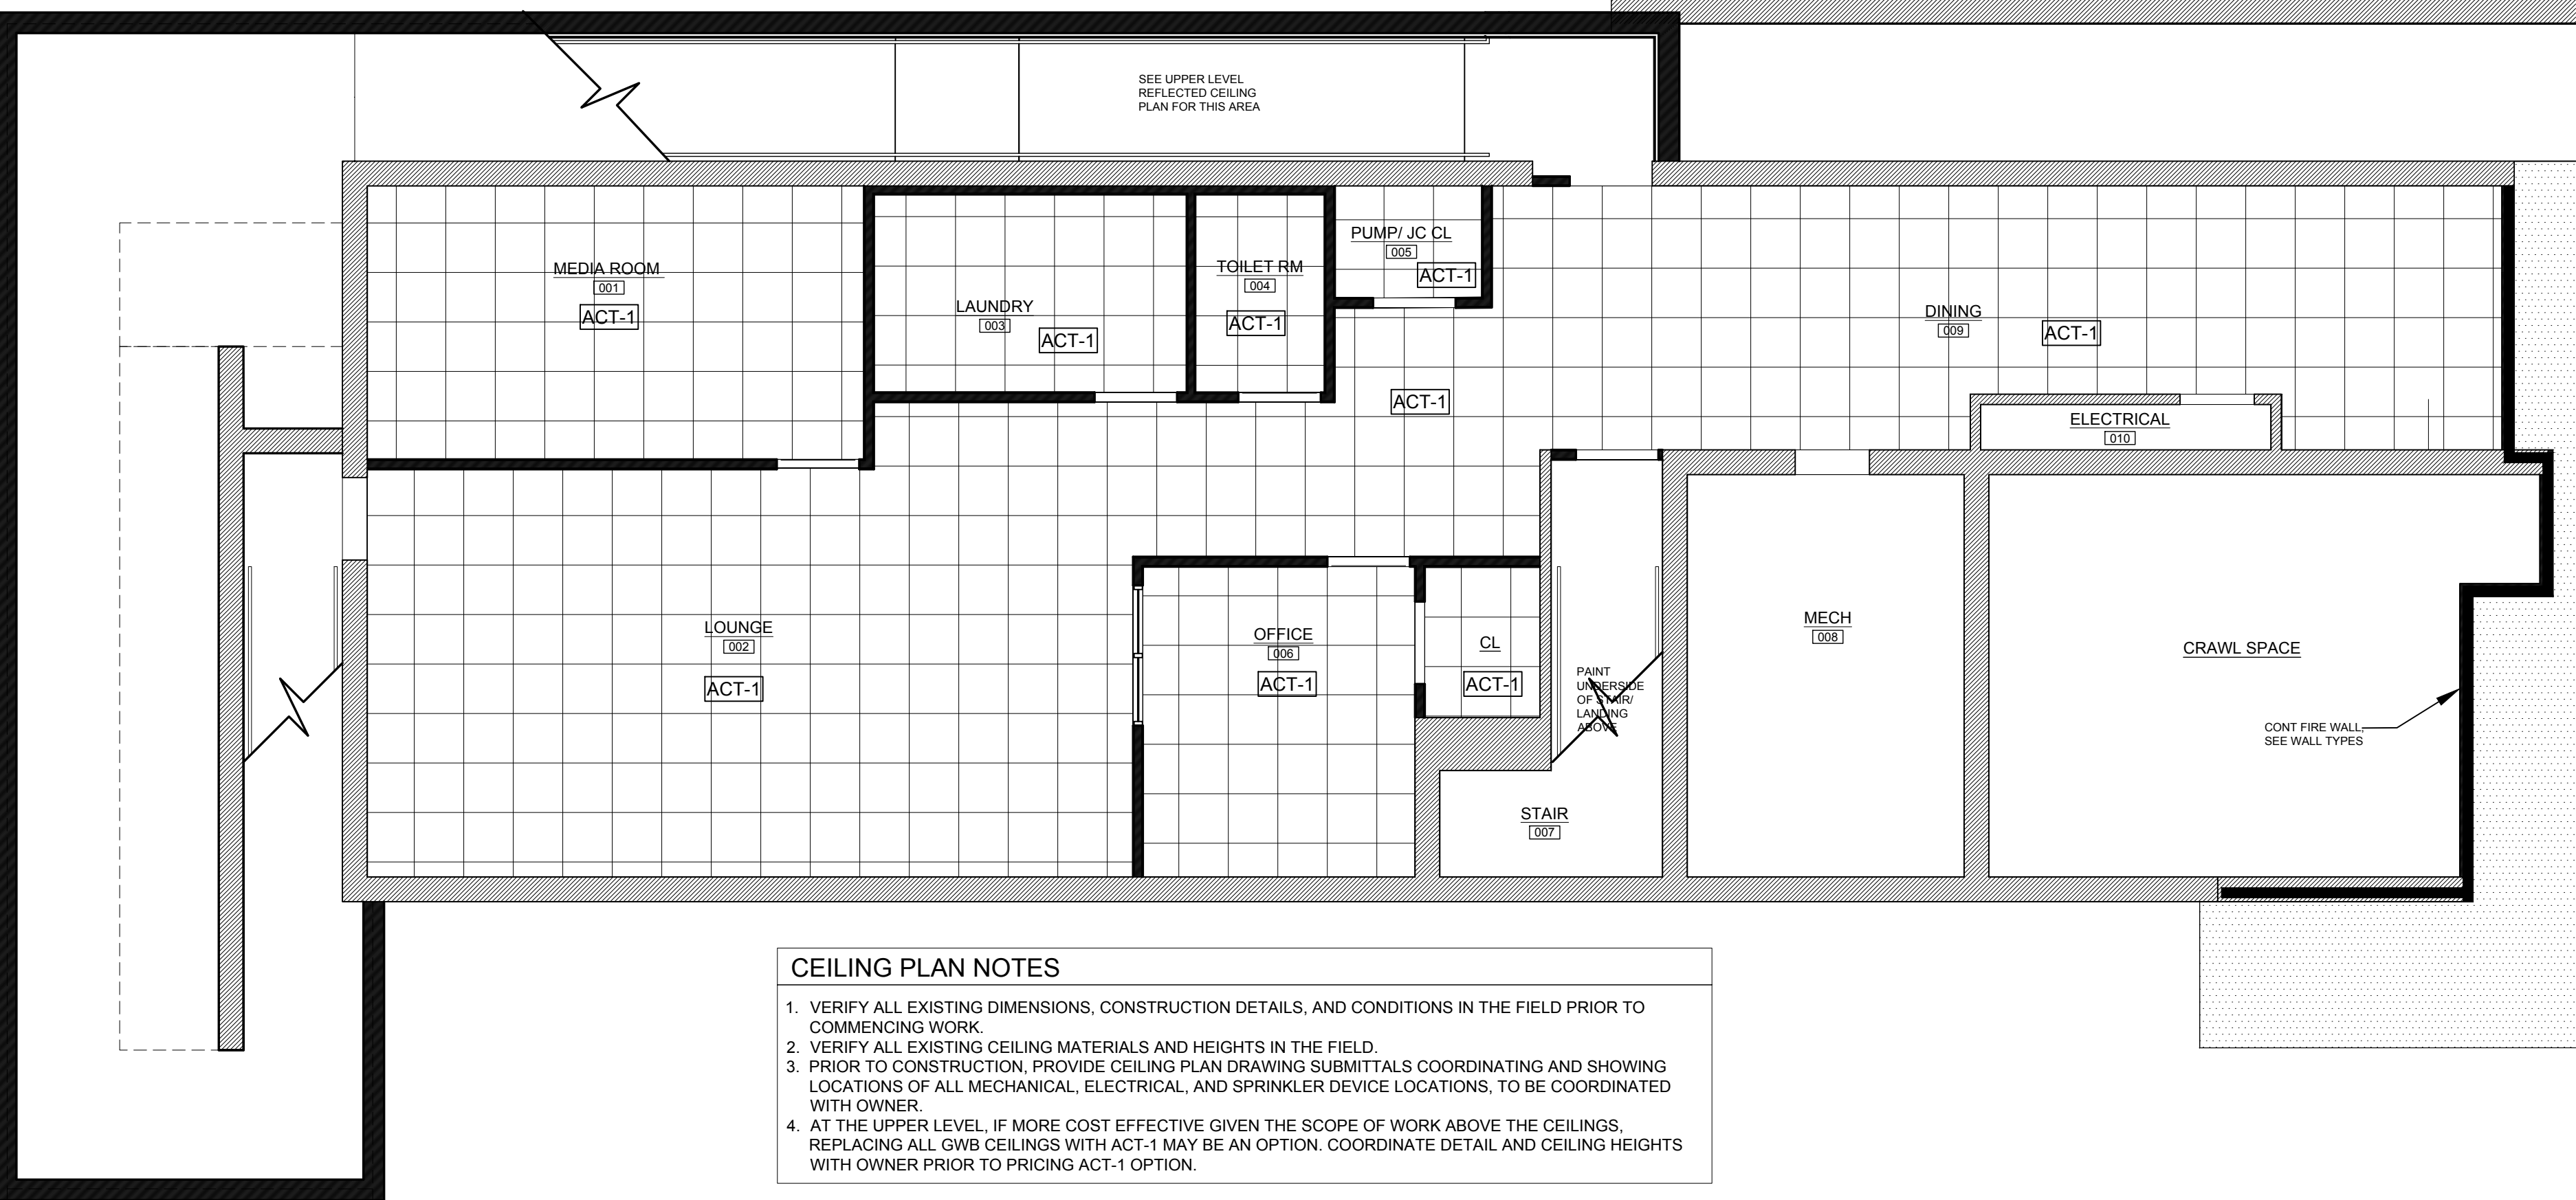 SEE UPPER LEVEL
REFLECTED CEILING
PLAN FOR THIS AREA
MEDIA ROOM
001
ACT-1
LAUNDRY
003
ACT-1
TOILET RM
004
ACT-1
PUMP/ JC CL
005
ACT-1
ACT-1
DINING
009
ACT-1
ELECTRICAL
010
LOUNGE
002
ACT-1
OFFICE
006
ACT-1
CL
ACT-1
PAINT
UNDERSIDE
OF STAIR/
LANDING
ABOVE
STAIR
007
MECH
008
CRAWL SPACE
CONT FIRE WALL,
SEE WALL TYPES
CEILING PLAN NOTES
1. VERIFY ALL EXISTING DIMENSIONS, CONSTRUCTION DETAILS, AND CONDITIONS IN THE FIELD PRIOR TO
COMMENCING WORK.
2. VERIFY ALL EXISTING CEILING MATERIALS AND HEIGHTS IN THE FIELD.
3. PRIOR TO CONSTRUCTION, PROVIDE CEILING PLAN DRAWING SUBMITTALS COORDINATING AND SHOWING
LOCATIONS OF ALL MECHANICAL, ELECTRICAL, AND SPRINKLER DEVICE LOCATIONS, TO BE COORDINATED
WITH OWNER.
4. AT THE UPPER LEVEL, IF MORE COST EFFECTIVE GIVEN THE SCOPE OF WORK ABOVE THE CEILINGS,
REPLACING ALL GWB CEILINGS WITH ACT-1 MAY BE AN OPTION. COORDINATE DETAIL AND CEILING HEIGHTS
WITH OWNER PRIOR TO PRICING ACT-1 OPTION.